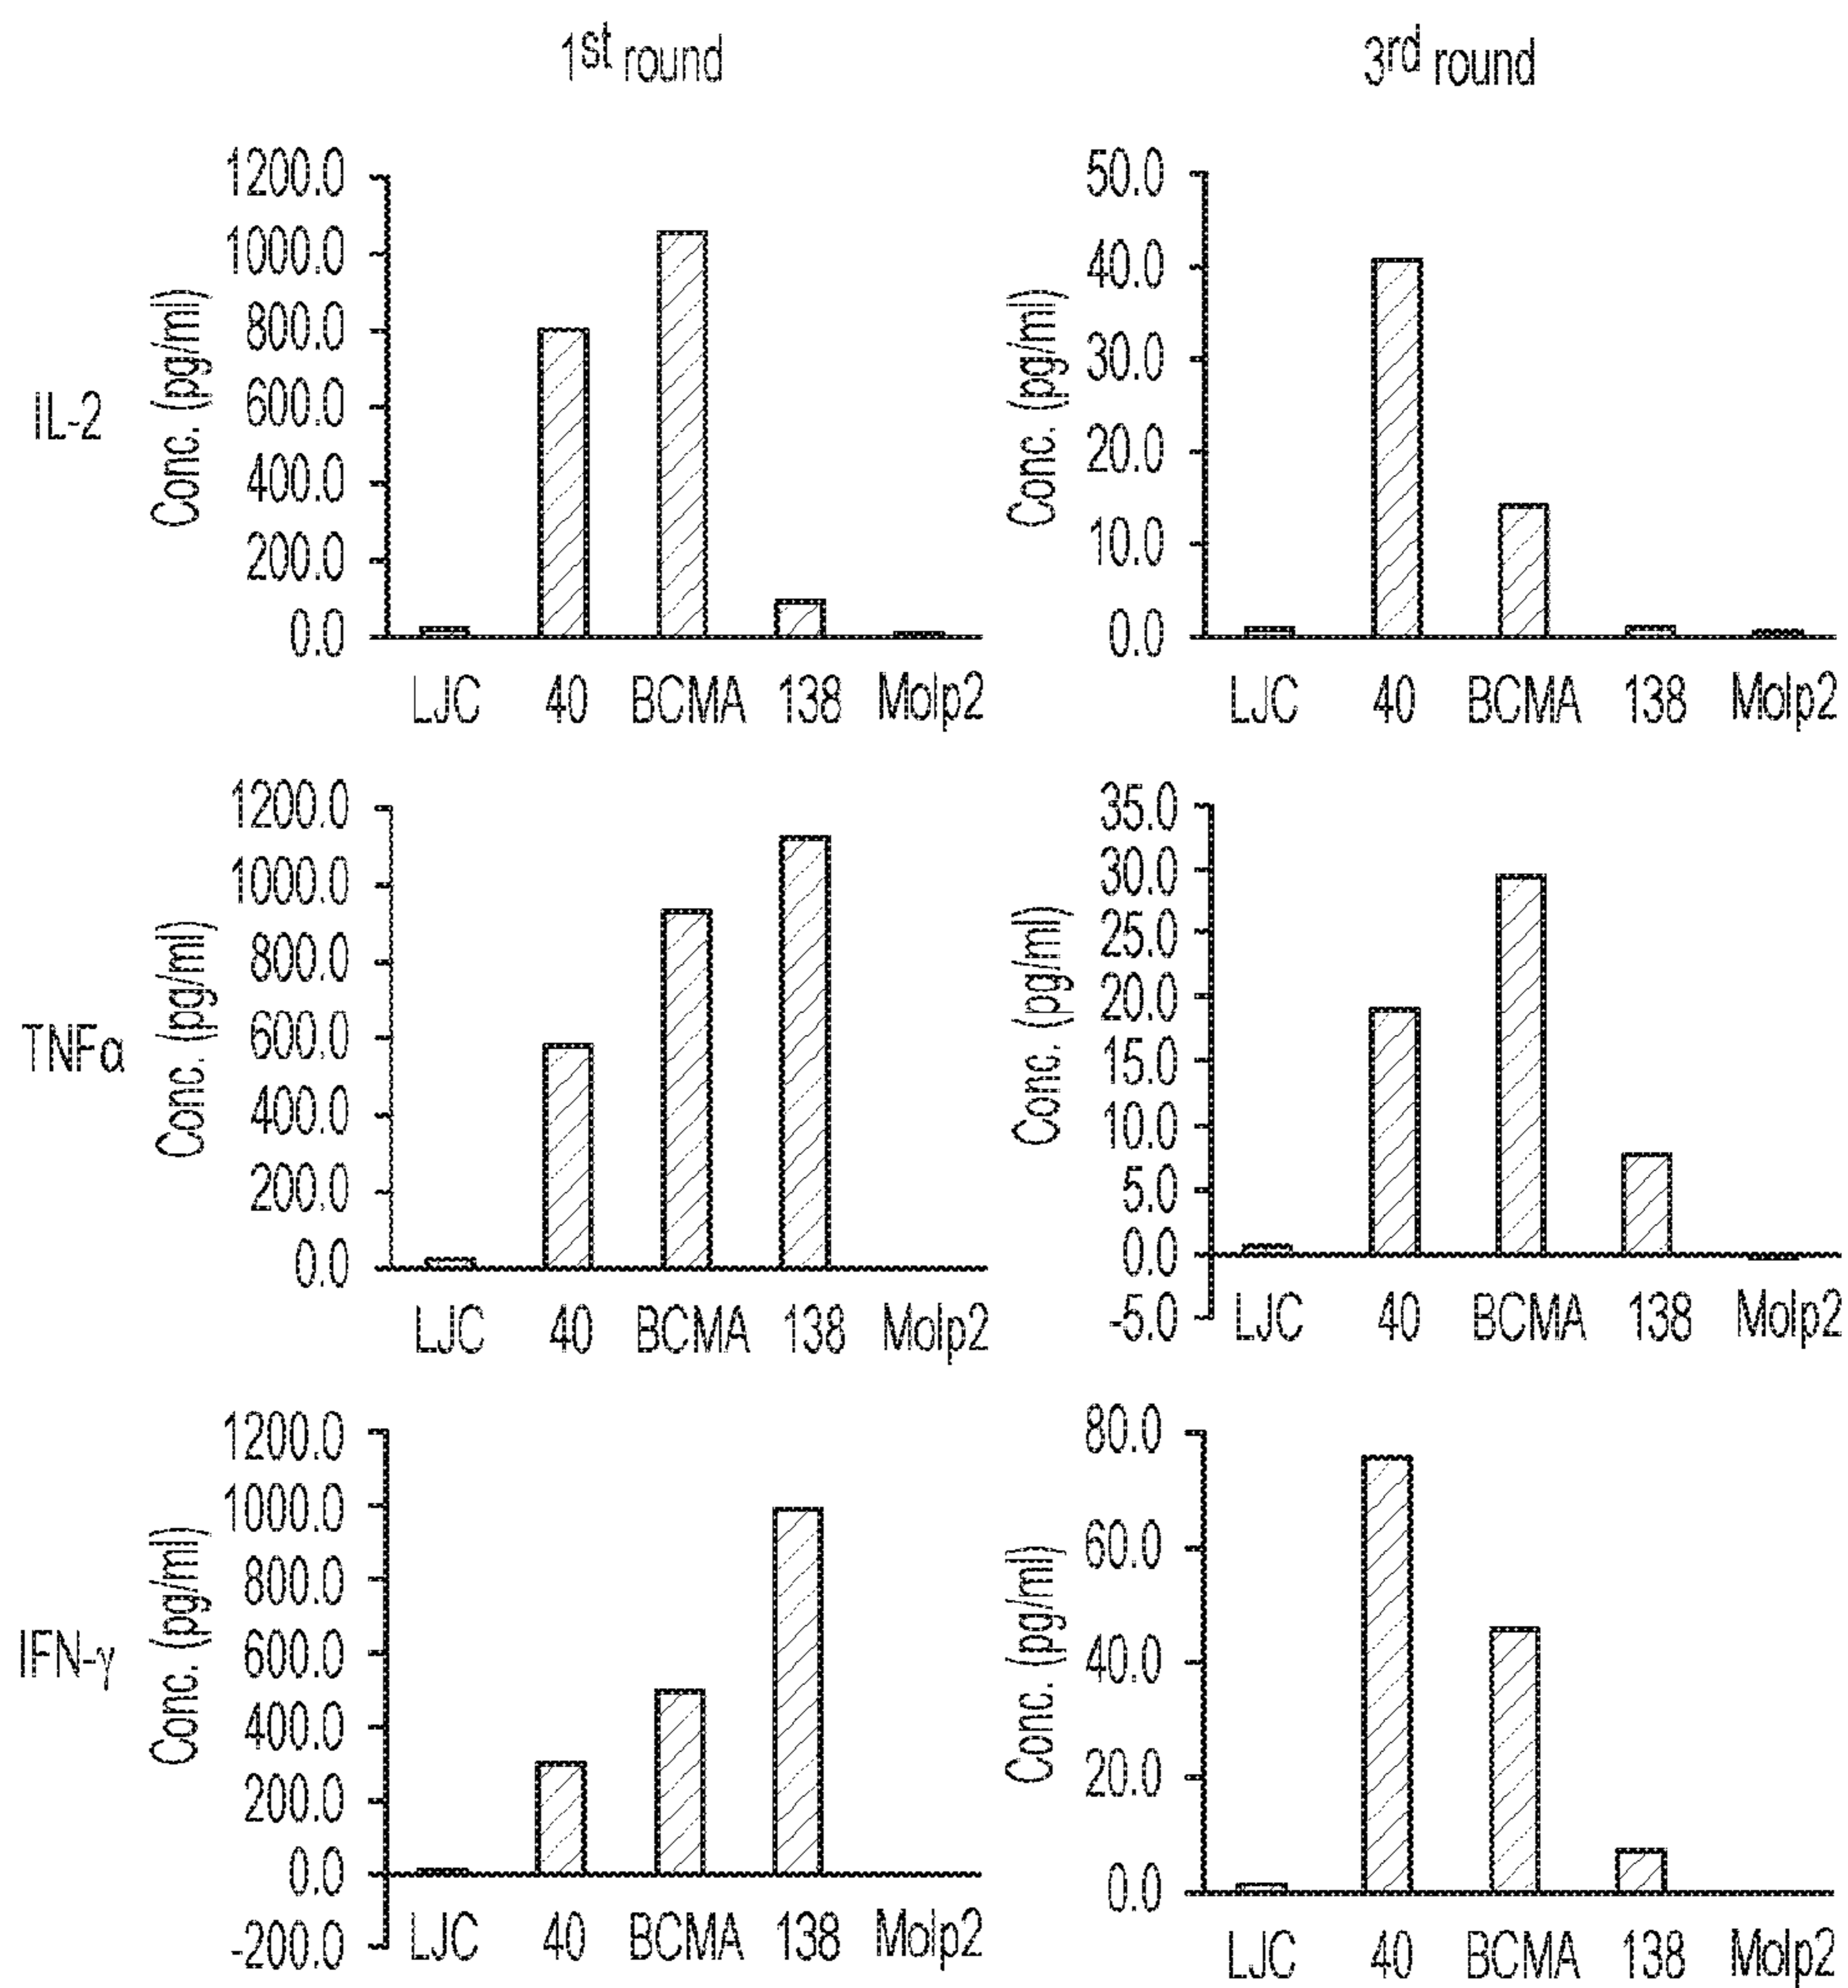 1st round
3rd round
IL-2
Conc. (pg/ml)
1200.0
1000.0
800.0
600.0
400.0
200.0
0.0
LJC 40 BCMA 138 Molp2
Conc. (pg/ml)
50.0
40.0
30.0
20.0
10.0
0.0
LJC 40 BCMA 138 Molp2
TNFα
Conc. (pg/ml)
1200.0
1000.0
800.0
600.0
400.0
200.0
0.0
LJC 40 BCMA 138 Molp2
Conc. (pg/ml)
35.0
30.0
25.0
20.0
15.0
10.0
5.0
0.0
-5.0
LJC 40 BCMA 138 Molp2
IFN-γ
Conc. (pg/ml)
1200.0
1000.0
800.0
600.0
400.0
200.0
0.0
-200.0
LJC 40 BCMA 138 Molp2
Conc. (pg/ml)
80.0
60.0
40.0
20.0
0.0
LJC 40 BCMA 138 Molp2